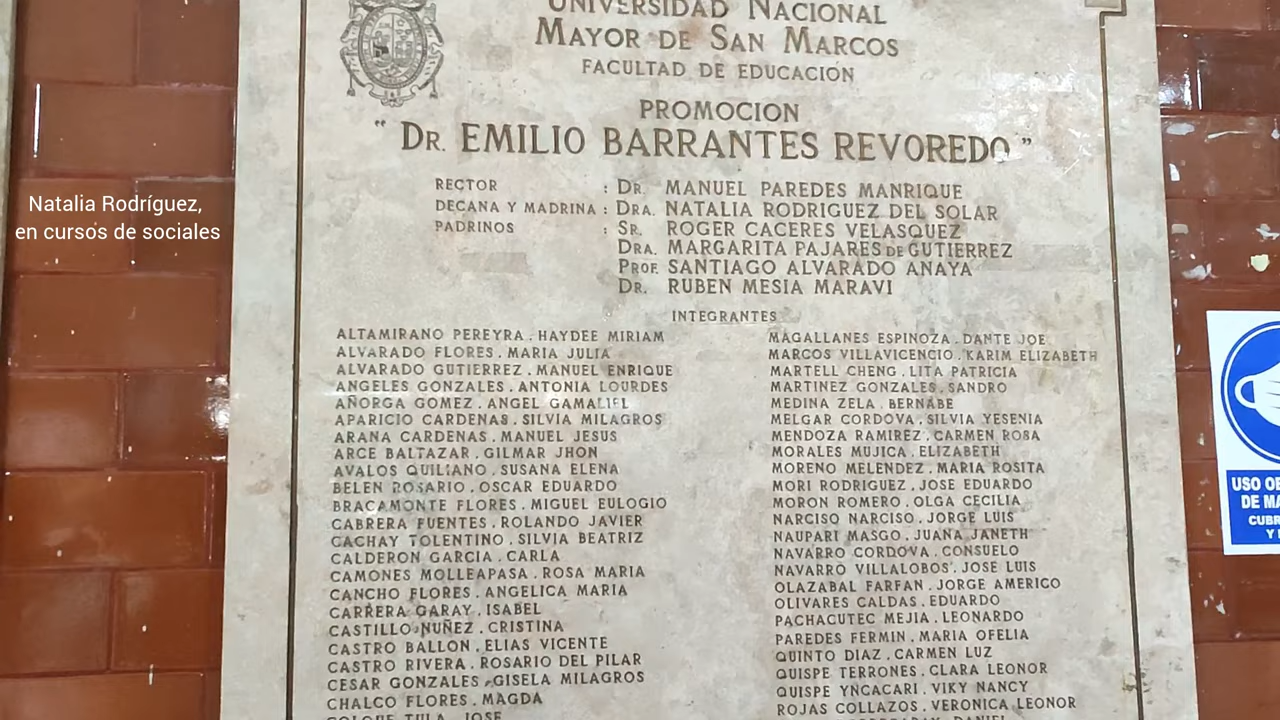 UNIVERSIDAD NACIONAL
MAYOR DE SAN MARCOS
FACULTAD DE EDUCACION
PROMOCION
“ DR. EMILIO BARRANTES REVOREDO ”
RECTOR : DR. MANUEL PAREDES MANRIQUE
DECANA Y MADRINA : DRA. NATALIA RODRIGUEZ DEL SOLAR
PADRINOS : SR. ROGER CACERES VELASQUEZ
DRA. MARGARITA PAJARES DE GUTIERREZ
PROF. SANTIAGO ALVARADO ANAYA
DR. RUBEN MESIA MARAVI
Natalia Rodríguez,
en cursos de sociales
INTEGRANTES
ALTAMIRANO PEREYRA . HAYDEE MIRIAM
ALVARADO FLORES . MARIA JULIA
ALVARADO GUTIERREZ . MANUEL ENRIQUE
ANGELES GONZALES . ANTONIA LOURDES
AÑORGA GOMEZ . ANGEL GAMALIEL
APARICIO CARDENAS . SILVIA MILAGROS
ARANA CARDENAS . MANUEL JESUS
ARCE BALTAZAR . GILMAR JHON
AVALOS QUILIANO . SUSANA ELENA
BELEN ROSARIO . OSCAR EDUARDO
BRACAMONTE FLORES . MIGUEL EULOGIO
CABRERA FUENTES . ROLANDO JAVIER
CACHAY TOLENTINO . SILVIA BEATRIZ
CALDERON GARCIA . CARLA
CAMONES MOLLEAPASA . ROSA MARIA
CANCHO FLORES . ANGELICA MARIA
CARRERA GARAY . ISABEL
CASTILLO NUÑEZ . CRISTINA
CASTRO BALLON . ELIAS VICENTE
CASTRO RIVERA . ROSARIO DEL PILAR
CESAR GONZALES . GISELA MILAGROS
CHALCO FLORES . MAGDA
COLQUE TULA . JOSE
MAGALLANES ESPINOZA . DANTE JOE
MARCOS VILLAVICENCIO . KARIM ELIZABETH
MARTELL CHENG . LITA PATRICIA
MARTINEZ GONZALES . SANDRO
MEDINA ZELA . BERNABE
MELGAR CORDOVA . SILVIA YESENIA
MENDOZA RAMIREZ . CARMEN ROSA
MORALES MUJICA . ELIZABETH
MORENO MELENDEZ . MARIA ROSITA
MORI RODRIGUEZ . JOSE EDUARDO
MORON ROMERO . OLGA CECILIA
NARCISO NARCISO . JORGE LUIS
NAUPARI MASGO . JUANA JANETH
NAVARRO CORDOVA . CONSUELO
NAVARRO VILLALOBOS . JOSE LUIS
OLAZABAL FARFAN . JORGE AMERICO
OLIVARES CALDAS . EDUARDO
PACHACUTEC MEJIA . LEONARDO
PAREDES FERMIN . MARIA OFELIA
QUINTO DIAZ . CARMEN LUZ
QUISPE TERRONES . CLARA LEONOR
QUISPE YNCACARI . VIKY NANCY
ROJAS COLLAZOS . VERONICA LEONOR
DANIEL
USO
DE
Y